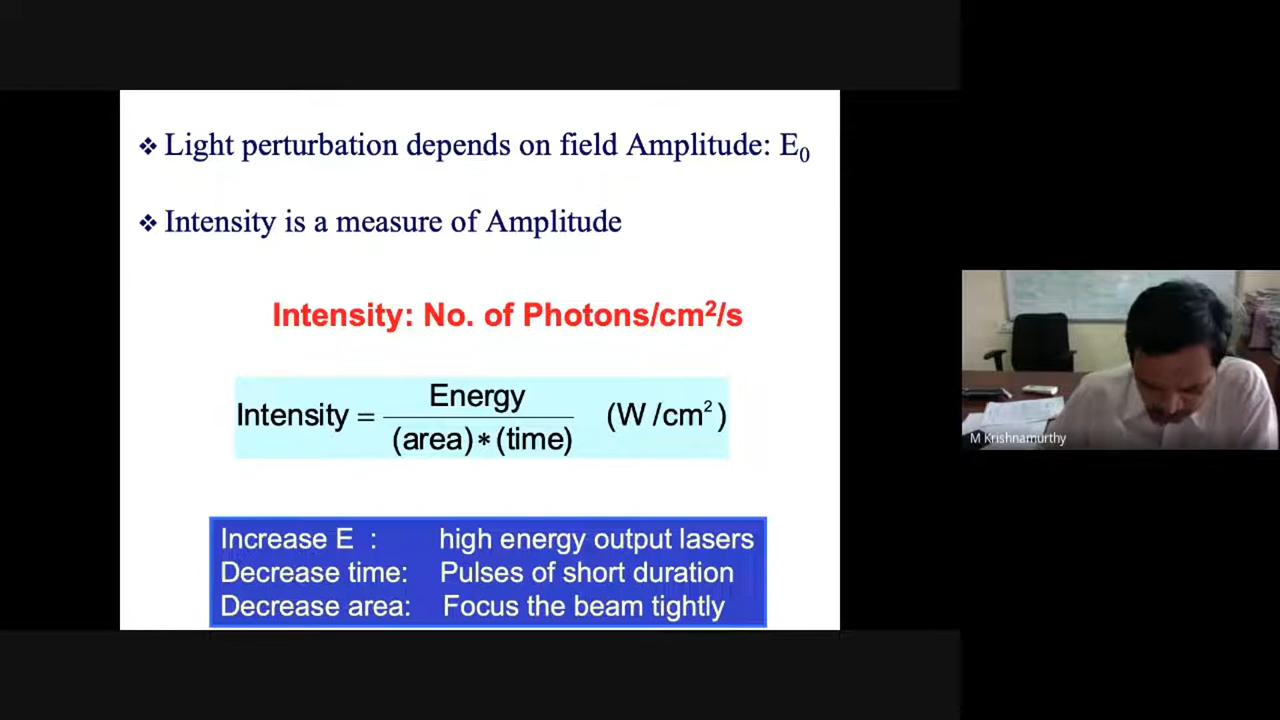 ❖ Light perturbation depends on field Amplitude: E₀
❖ Intensity is a measure of Amplitude
Intensity: No. of Photons/cm²/s
Intensity = Energy / (area)*(time) (W /cm²)
Increase E : high energy output lasers
Decrease time: Pulses of short duration
Decrease area: Focus the beam tightly
M Krishnamurthy